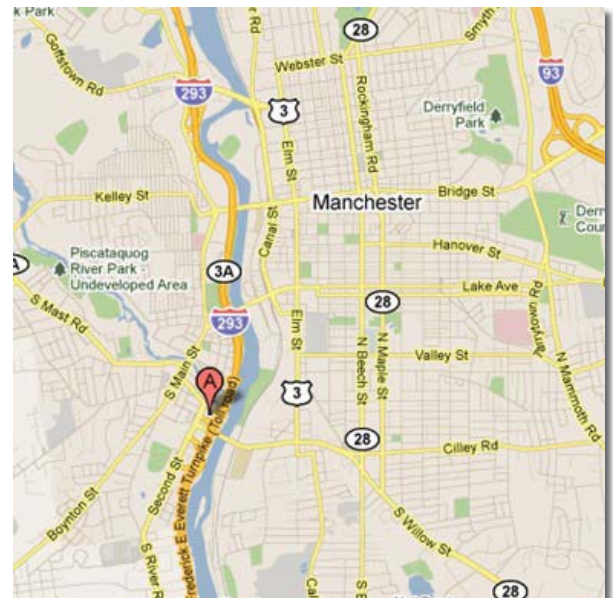 k Park
Goffstown Rd
28
Smyth
Webster St
93
293
3
Rockingham Rd
Derryfield
Park
Elm St
Kelley St
Manchester
Bridge St
Canal St
Derr
Cour
Hanover St
Piscataquog
River Park -
Undeveloped Area
3A
A
Lake Ave
28
S Mast Rd
293
Elm St
Tarrytown Rd
N Beech St
N Maple St
Valley St
N Mammoth Rd
S Main St
A
3
28
Cilley Rd
Second St
Frederick E Everett Turnpike (Toll road)
Boynton St
S Willow St
S River R
Cal
S B
28